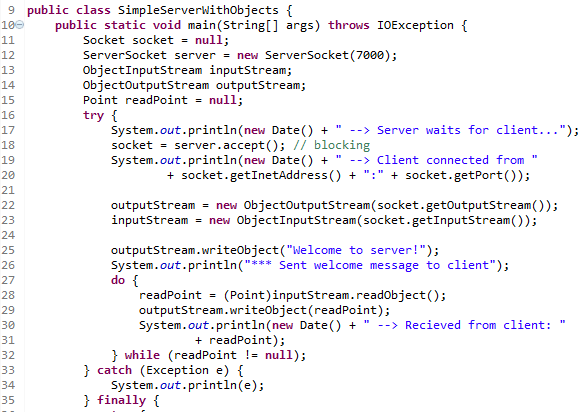 9 public class SimpleServerWithObjects {
10 public static void main(String[] args) throws IOException {
11 Socket socket = null;
12 ServerSocket server = new ServerSocket(7000);
13 ObjectInputStream inputStream;
14 ObjectOutputStream outputStream;
15 Point readPoint = null;
16 try {
17 System.out.println(new Date() + " --> Server waits for client...");
18 socket = server.accept(); // blocking
19 System.out.println(new Date() + " --> Client connected from "
20 + socket.getInetAddress() + ":" + socket.getPort());
21
22 outputStream = new ObjectOutputStream(socket.getOutputStream());
23 inputStream = new ObjectInputStream(socket.getInputStream());
24
25 outputStream.writeObject("Welcome to server!");
26 System.out.println("*** Sent welcome message to client");
27 do {
28 readPoint = (Point)inputStream.readObject();
29 outputStream.writeObject(readPoint);
30 System.out.println(new Date() + " --> Recieved from client: "
31 + readPoint);
32 } while (readPoint != null);
33 } catch (Exception e) {
34 System.out.println(e);
35 } finally {